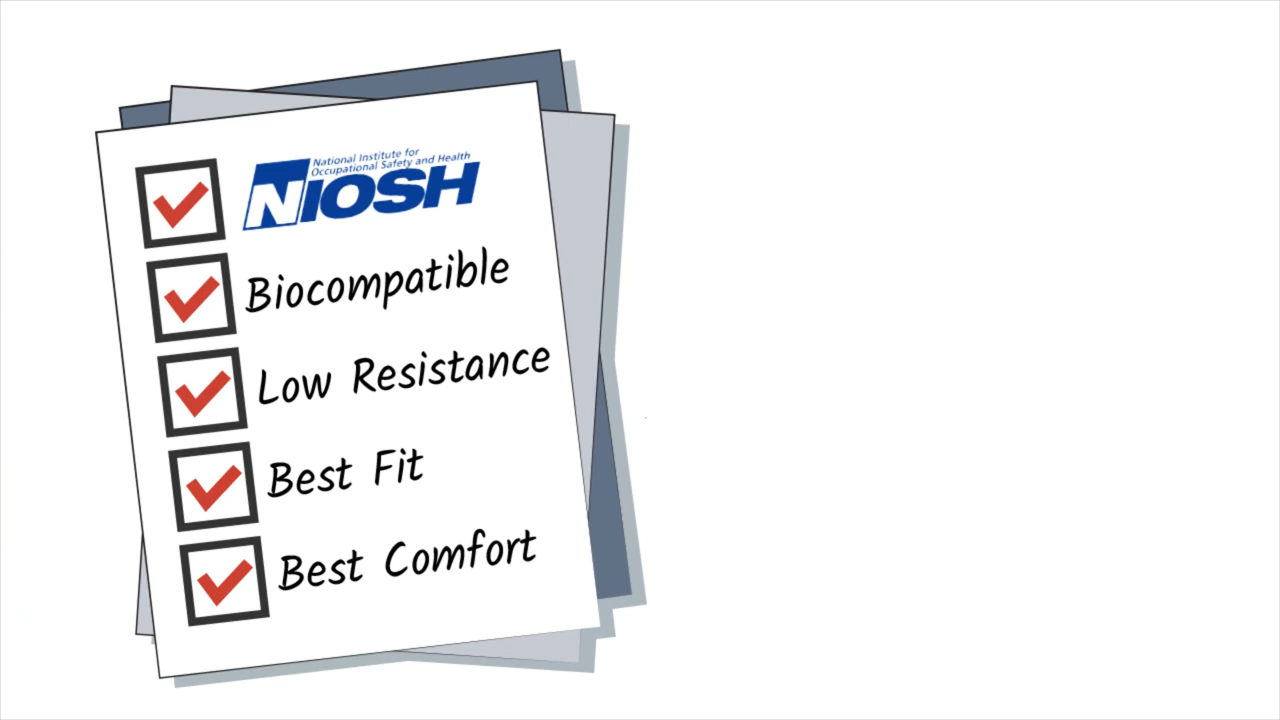 National Institute for
Occupational Safety and Health
NIOSH
Biocompatible
Low Resistance
Best Fit
Best Comfort